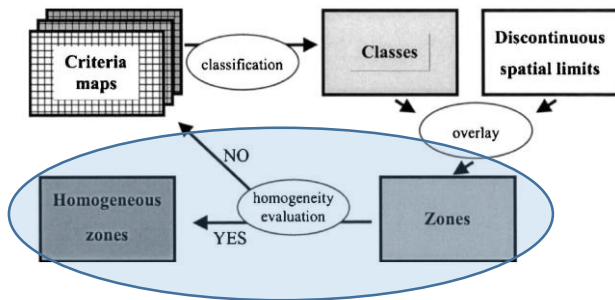 Criteria
maps
classification
Classes
Discontinuous
spatial limits
overlay
NO
homogeneity
evaluation
YES
Homogeneous
zones
Zones